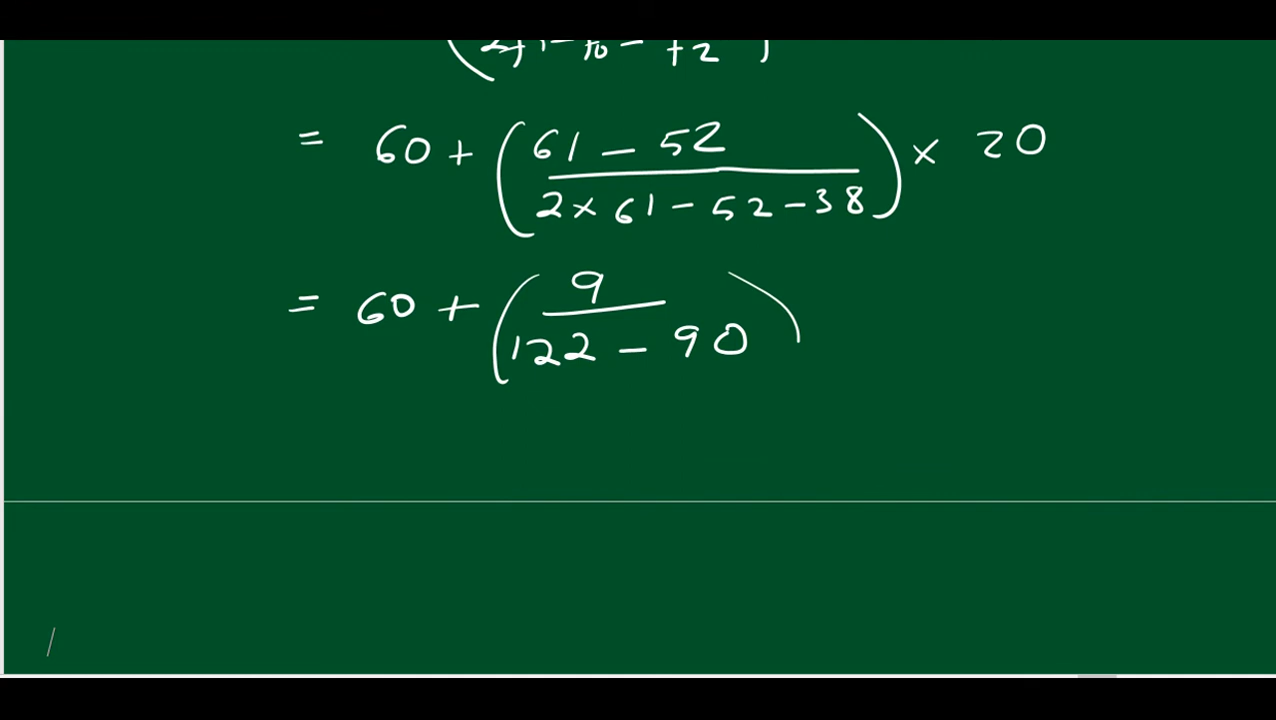 = 60 + ( 61 - 52 / 2 × 61 - 52 - 38 ) × 20
= 60 + ( 9 / 122 - 90 )